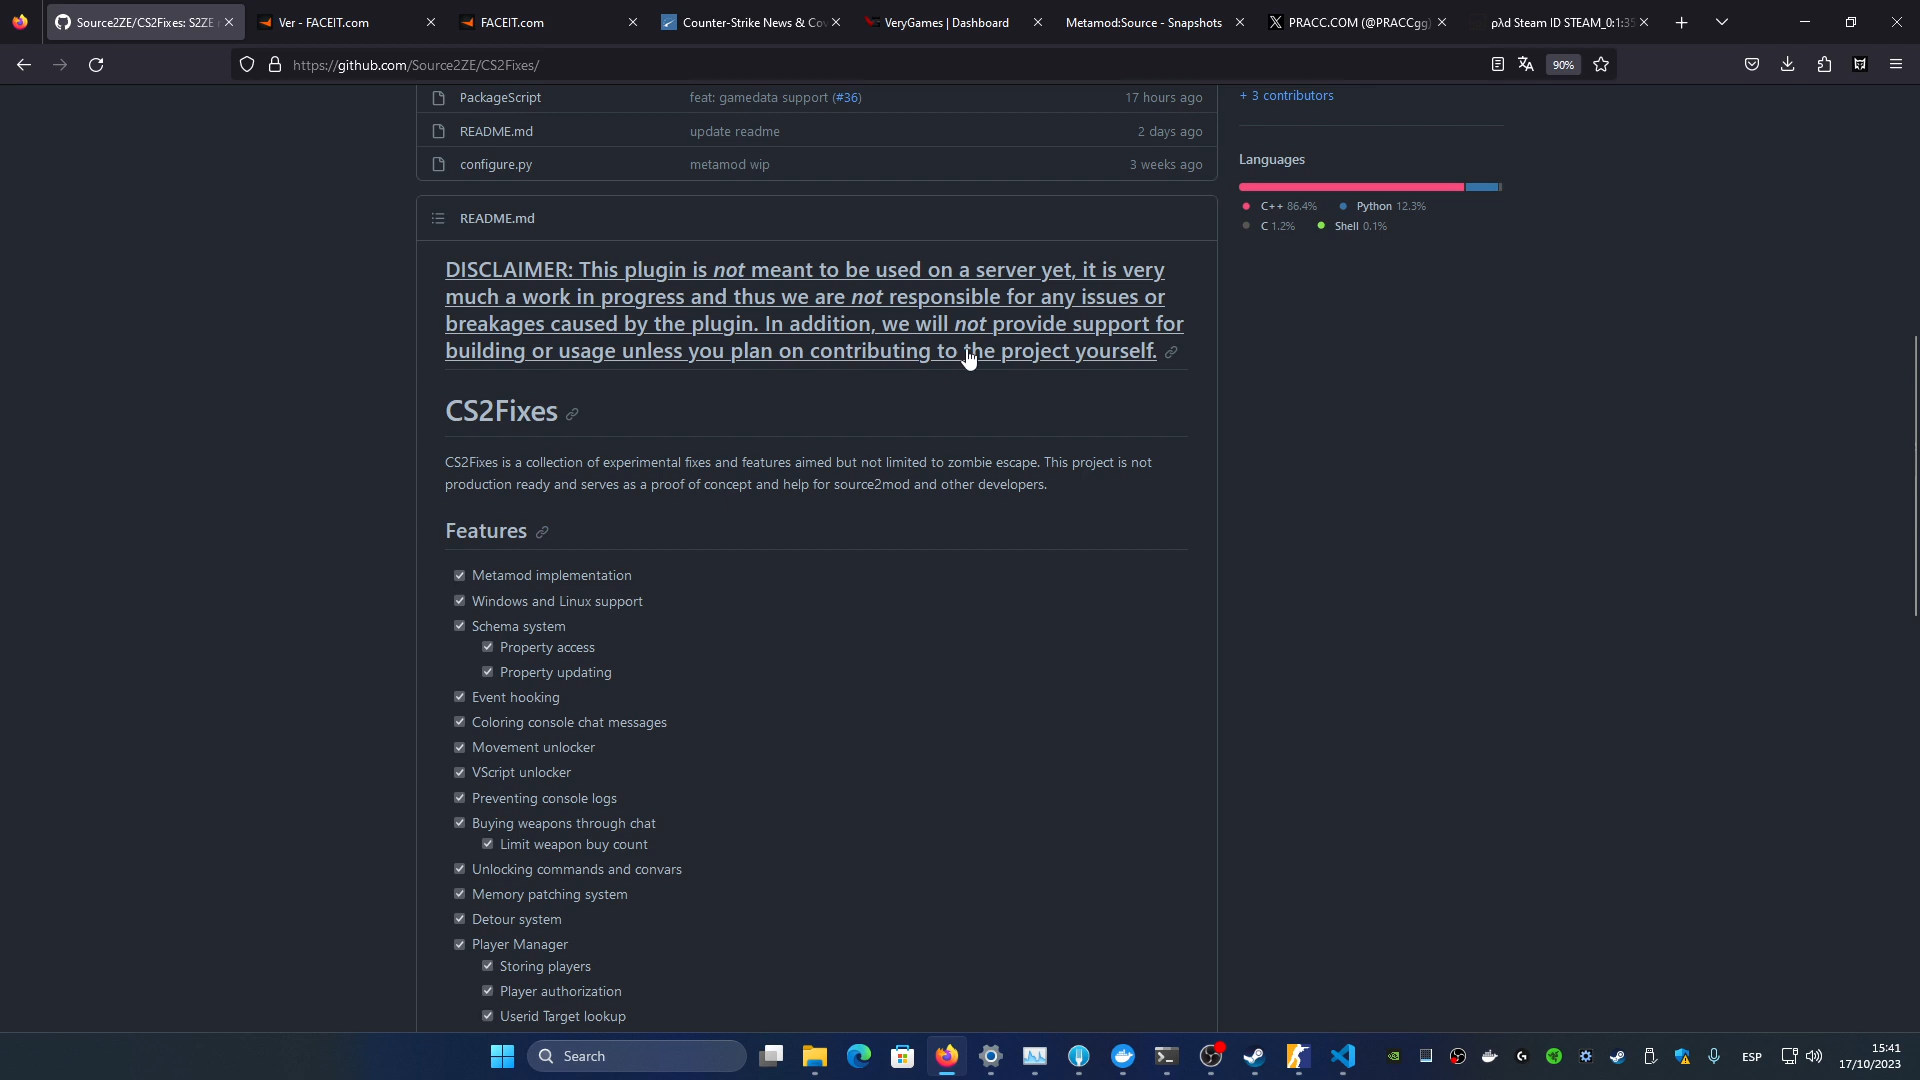 Source2ZE/CS2Fixes: S2ZE
Ver - FACEIT.com
FACEIT.com
Counter-Strike News & Co
VeryGames | Dashboard
Metamod:Source - Snapshots
PRACC.COM (@PRACCgg)
ρλd Steam ID STEAM_0:1:35
https://github.com/Source2ZE/CS2Fixes/
90%
PackageScript feat: gamedata support (#36) 17 hours ago
README.md update readme 2 days ago
configure.py metamod wip 3 weeks ago
+ 3 contributors
Languages
C++ 86.4% Python 12.3%
C 1.2% Shell 0.1%
README.md
DISCLAIMER: This plugin is not meant to be used on a server yet, it is very
much a work in progress and thus we are not responsible for any issues or
breakages caused by the plugin. In addition, we will not provide support for
building or usage unless you plan on contributing to the project yourself.
CS2Fixes
CS2Fixes is a collection of experimental fixes and features aimed but not limited to zombie escape. This project is not
production ready and serves as a proof of concept and help for source2mod and other developers.
Features
Metamod implementation
Windows and Linux support
Schema system
Property access
Property updating
Event hooking
Coloring console chat messages
Movement unlocker
VScript unlocker
Preventing console logs
Buying weapons through chat
Limit weapon buy count
Unlocking commands and convars
Memory patching system
Detour system
Player Manager
Storing players
Player authorization
Userid Target lookup
Search
ESP
15:41
17/10/2023